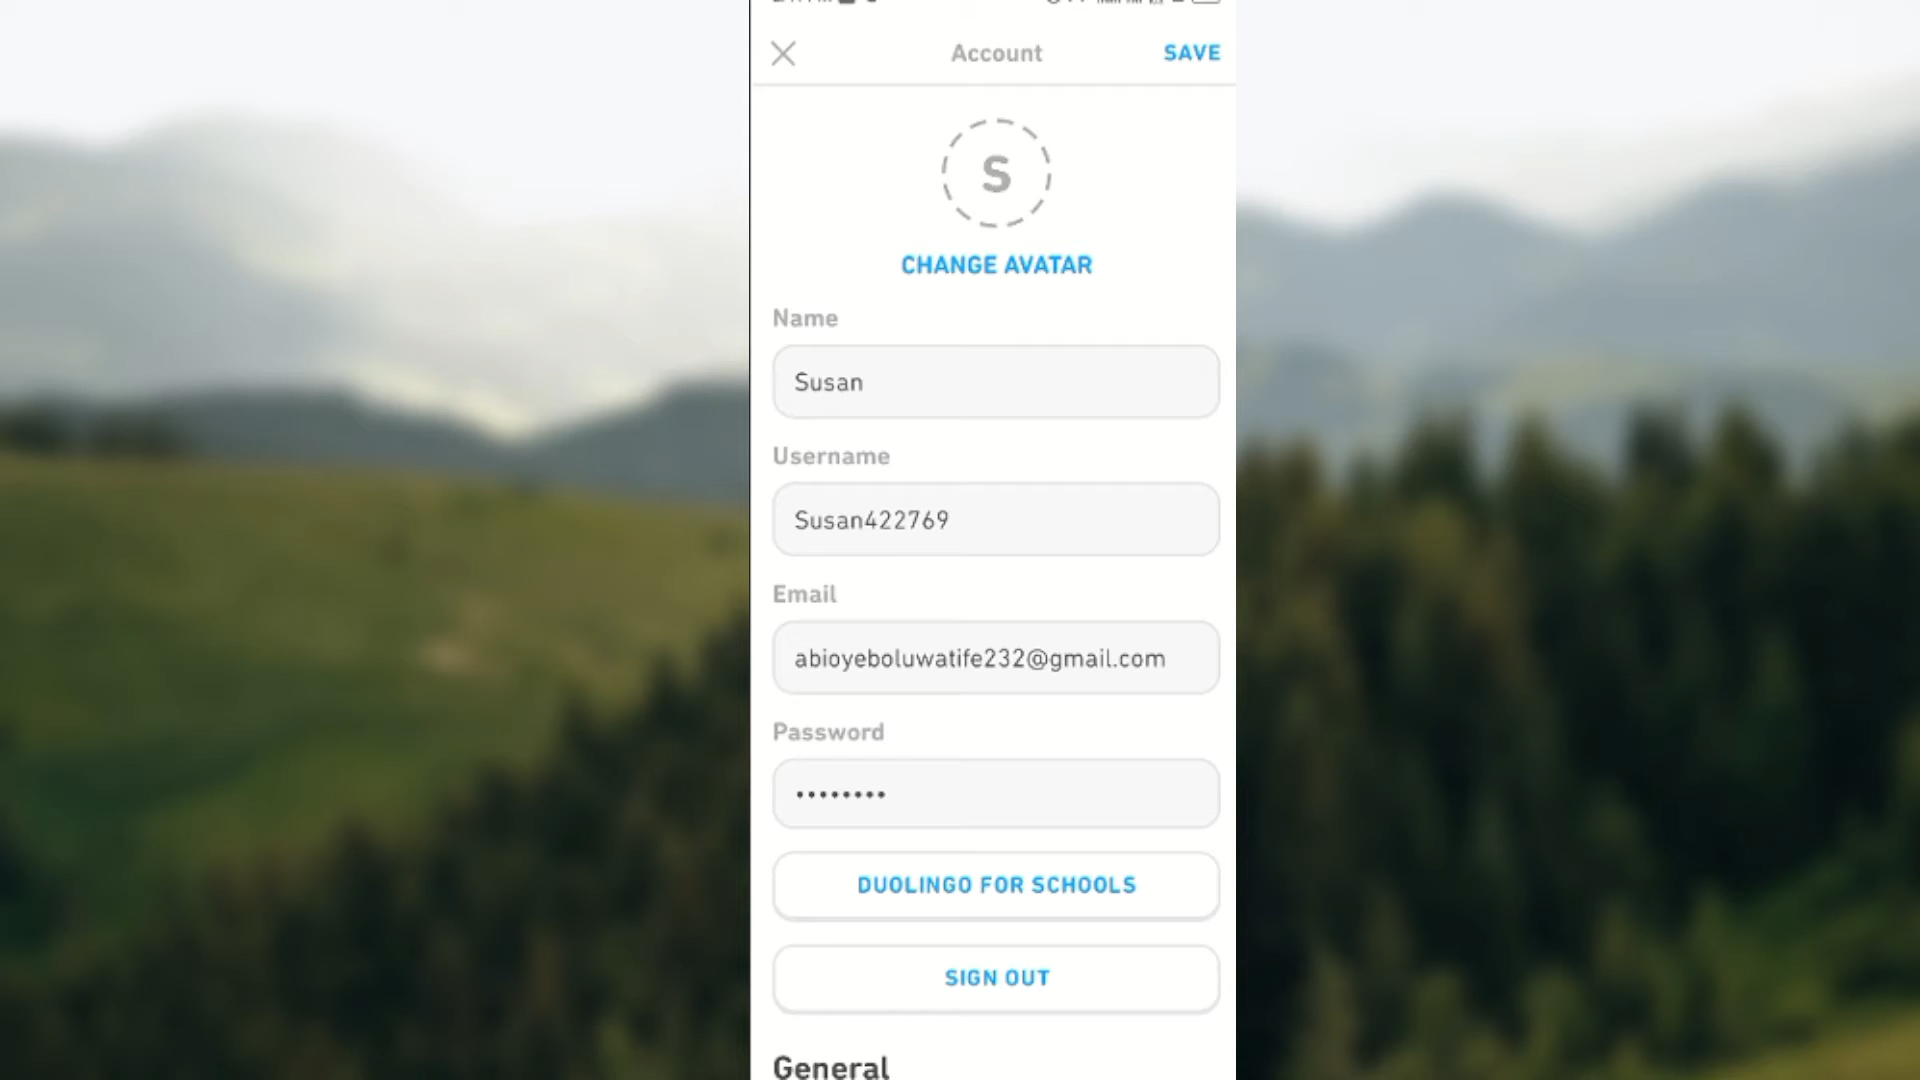 Account
SAVE
S
CHANGE AVATAR
Name
Susan
Username
Susan422769
Email
abioyeboluwatife232@gmail.com
Password
••••••••
DUOLINGO FOR SCHOOLS
SIGN OUT
General